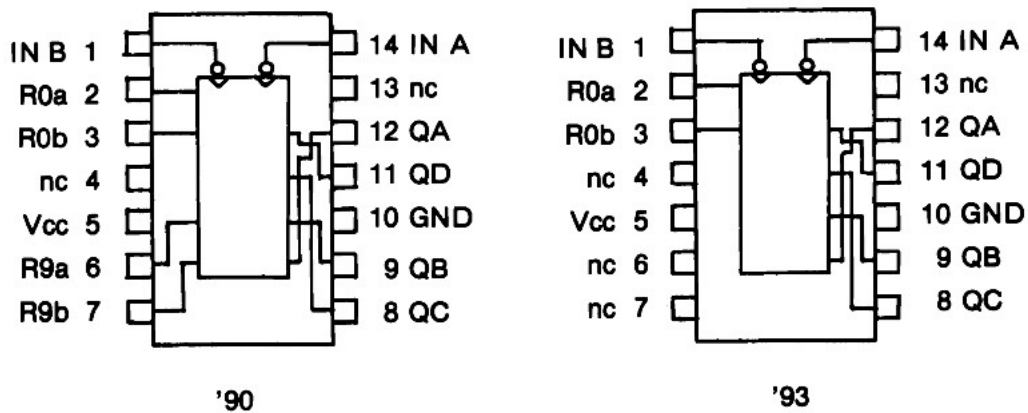 IN B 1
R0a 2
R0b 3
nc 4
Vcc 5
R9a 6
R9b 7
14 IN A
13 nc
12 QA
11 QD
10 GND
9 QB
8 QC
'90
IN B 1
R0a 2
R0b 3
nc 4
Vcc 5
nc 6
nc 7
14 IN A
13 nc
12 QA
11 QD
10 GND
9 QB
8 QC
'93